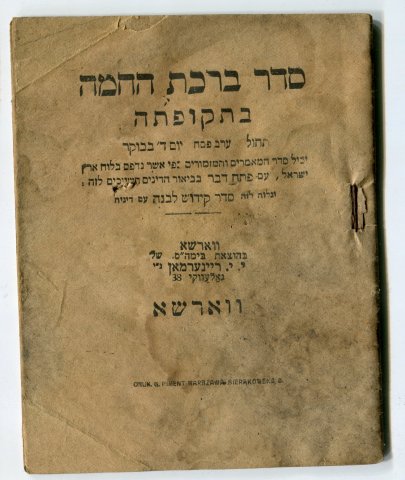 סדר ברכת החמה
בתקופתה
תחול ערב פסח יום ד׳ בבוקר
יכיל סדר המאמרים והמזמורים כפי אשר נדפס בלוח ארץ
ישראל, עם פתח דבר בביאור הדינים השייכים לזה:
ונלוה לזה סדר קידוש לבנה עם דינים
ווארשא
בהוצאת ביהמ״ס. של
י. י. ריינערמאן נ״י
נאלעווקי 38
ווארשא
DRUK. G. PIMENT WARSZAWA, SIERAKOWSKA 6.